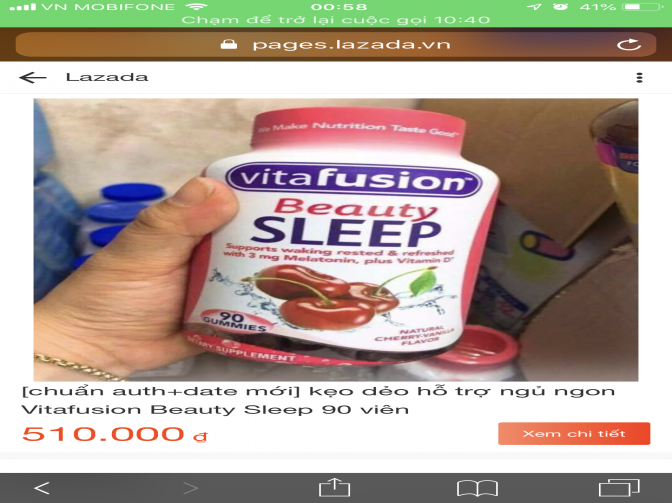 VN MOBIFONE 00:58 41%
Chạm để trở lại cuộc gọi 10:40
pages.lazada.vn
Lazada
We Make Nutrition Taste Good™
vitafusion™
Beauty
SLEEP
Supports waking rested & refreshed
with 3 mg Melatonin, plus Vitamin D*
90
GUMMIES
NATURAL
CHERRY-VANILLA
FLAVOR
DIETARY SUPPLEMENT
[chuẩn auth+date mới] kẹo dẻo hỗ trợ ngủ ngon
Vitafusion Beauty Sleep 90 viên
510.000 ₫
Xem chi tiết